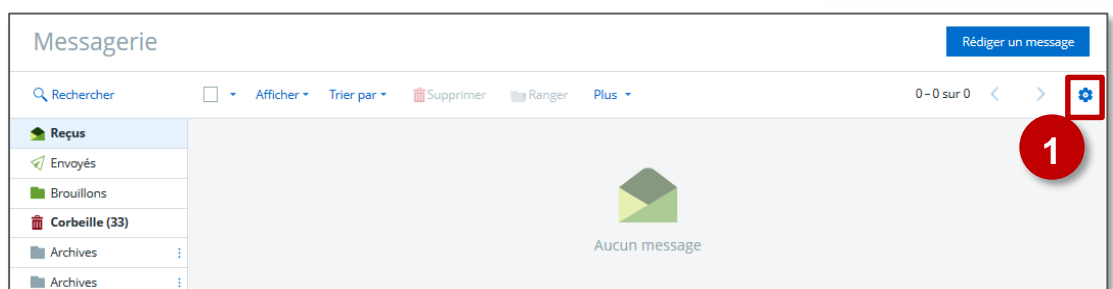 Messagerie
Rédiger un message
Rechercher
Afficher Trier par Supprimer Ranger Plus 0–0 sur 0
1
Reçus
Envoyés
Brouillons
Corbeille (33)
Archives
Archives
Aucun message